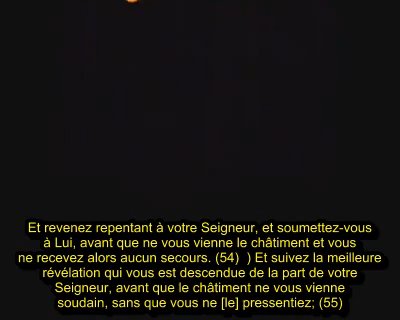 Et revenez repentant à votre Seigneur, et soumettez-vous
à Lui, avant que ne vous vienne le châtiment et vous
ne recevez alors aucun secours. (54)  ) Et suivez la meilleure
révélation qui vous est descendue de la part de votre
Seigneur, avant que le châtiment ne vous vienne
soudain, sans que vous ne [le] pressentiez; (55)